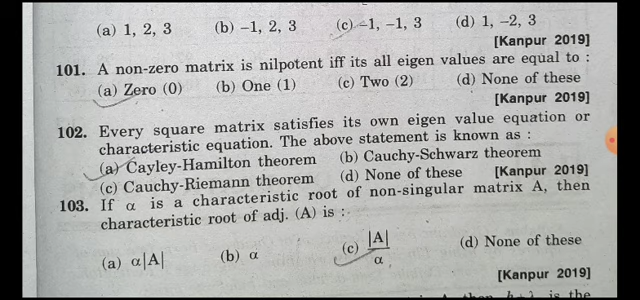 (a) 1, 2, 3 (b) –1, 2, 3 (c) –1, –1, 3 (d) 1, –2, 3
[Kanpur 2019]
101. A non-zero matrix is nilpotent iff its all eigen values are equal to :
(a) Zero (0) (b) One (1) (c) Two (2) (d) None of these
[Kanpur 2019]
102. Every square matrix satisfies its own eigen value equation or
characteristic equation. The above statement is known as :
(a) Cayley-Hamilton theorem (b) Cauchy-Schwarz theorem
(c) Cauchy-Riemann theorem (d) None of these [Kanpur 2019]
103. If α is a characteristic root of non-singular matrix A, then
characteristic root of adj. (A) is :
(a) α|A| (b) α (c) |A|/α (d) None of these
[Kanpur 2019]
is the